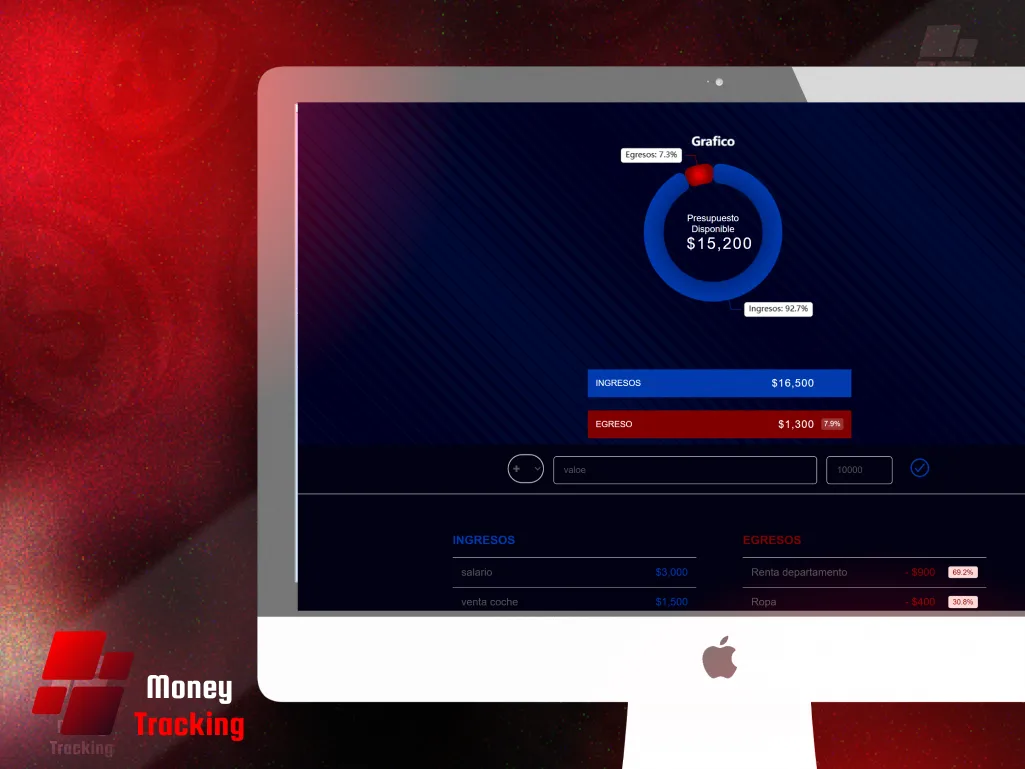 Grafico
Egresos: 7.3%
Presupuesto
Disponible
$15,200
Ingresos: 92.7%
INGRESOS $16,500
EGRESO $1,300 7.9%
+ valoe 10000
INGRESOS
salario $3,000
venta coche $1,500
EGRESOS
Renta departamento - $900 69.2%
Ropa - $400 30.8%
Money
Tracking
Tracking